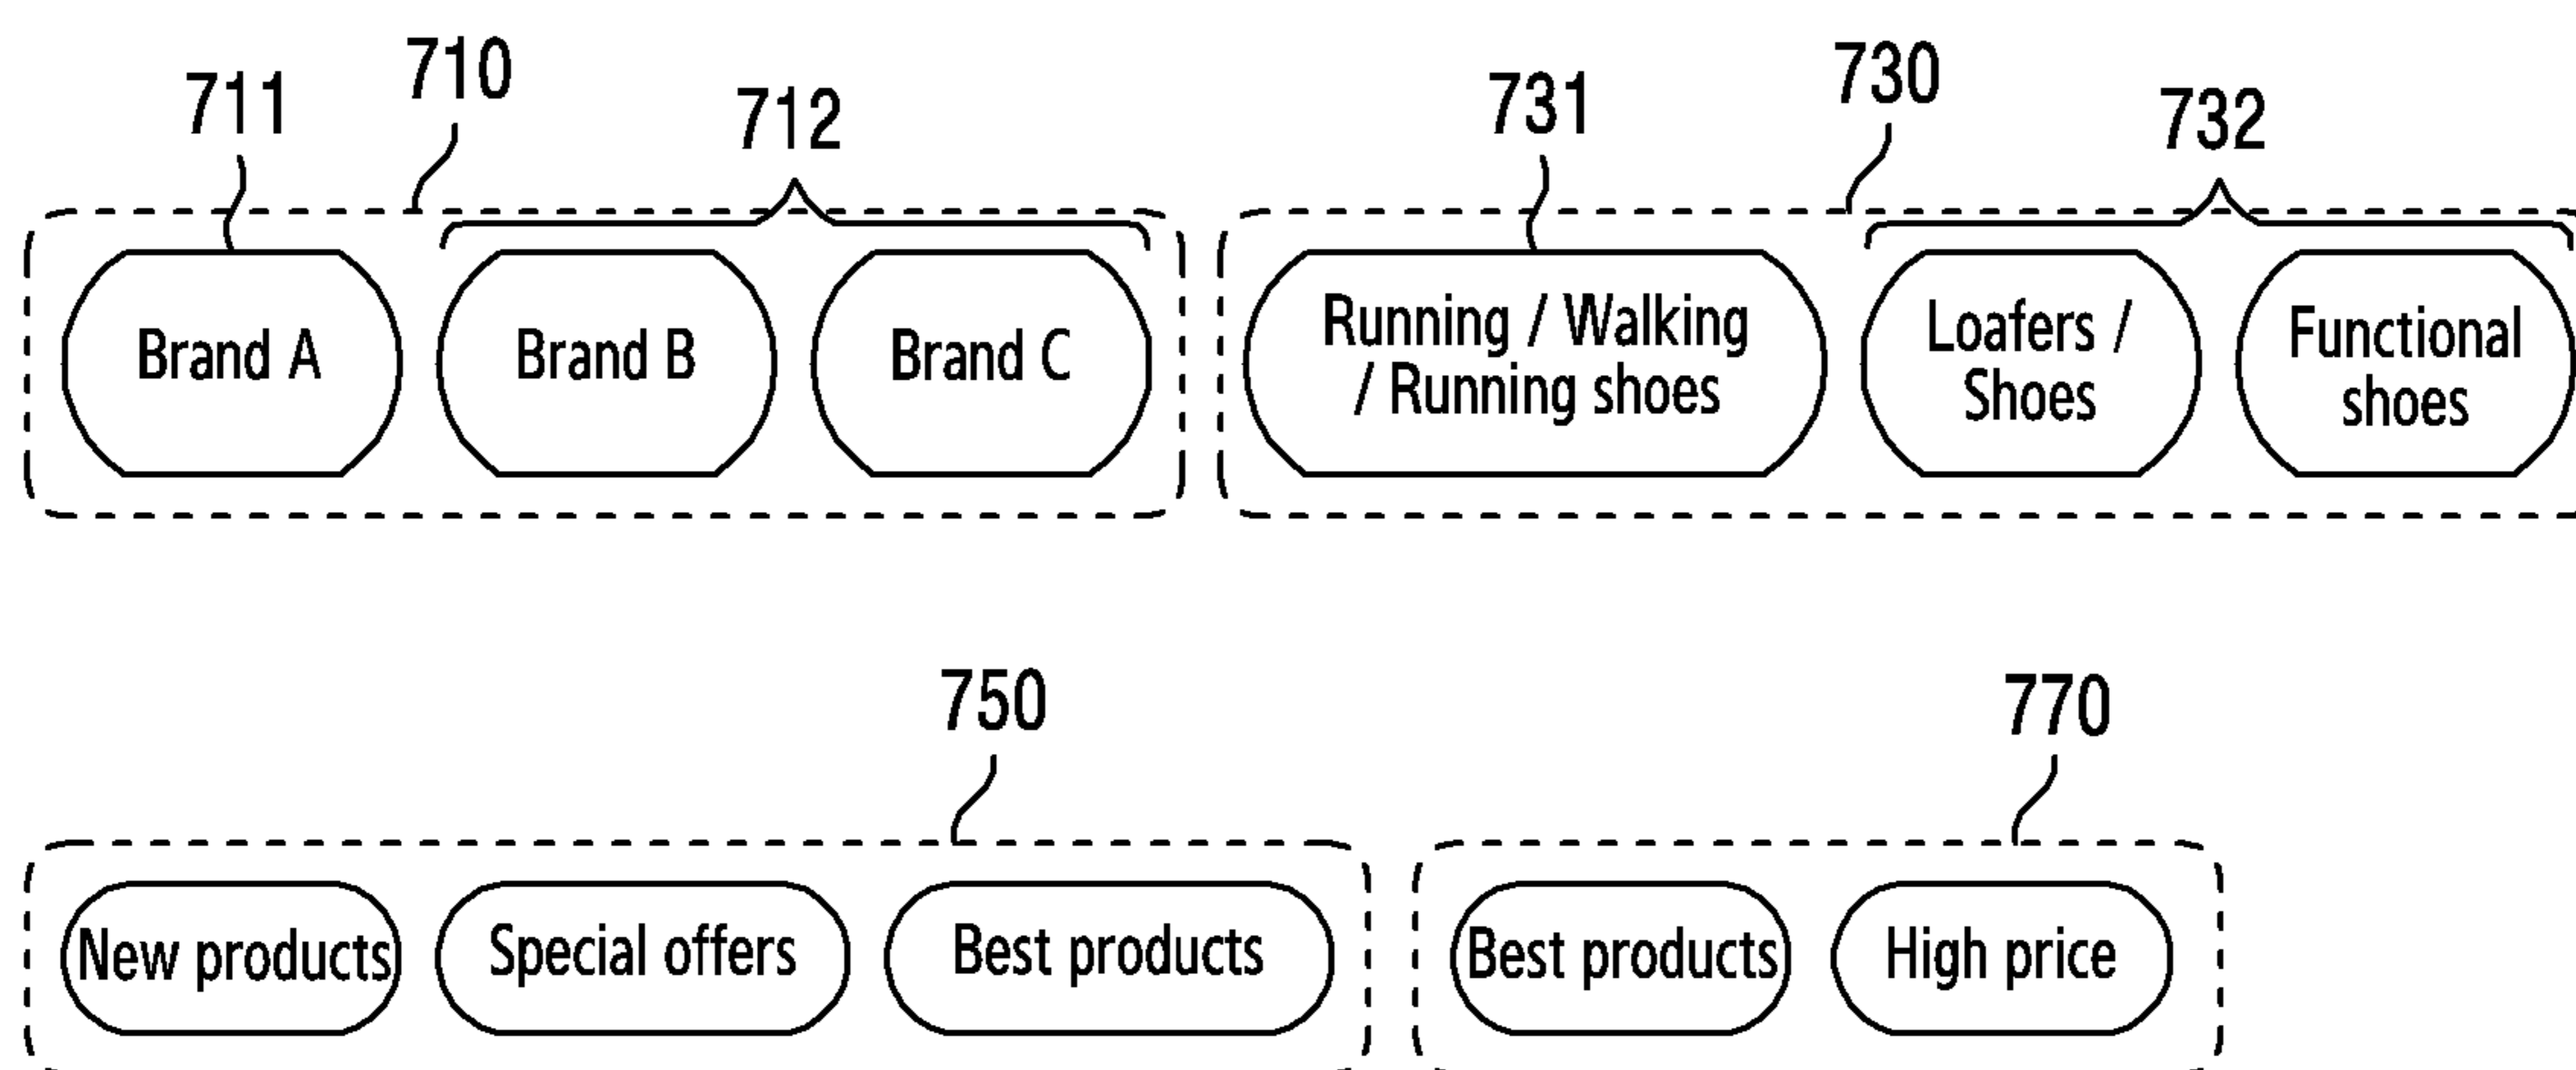 710
730
711
712
731
732
Brand A
Brand B
Brand C
Running / Walking
/ Running shoes
Loafers /
Shoes
Functional
shoes
750
770
New products
Special offers
Best products
Best products
High price